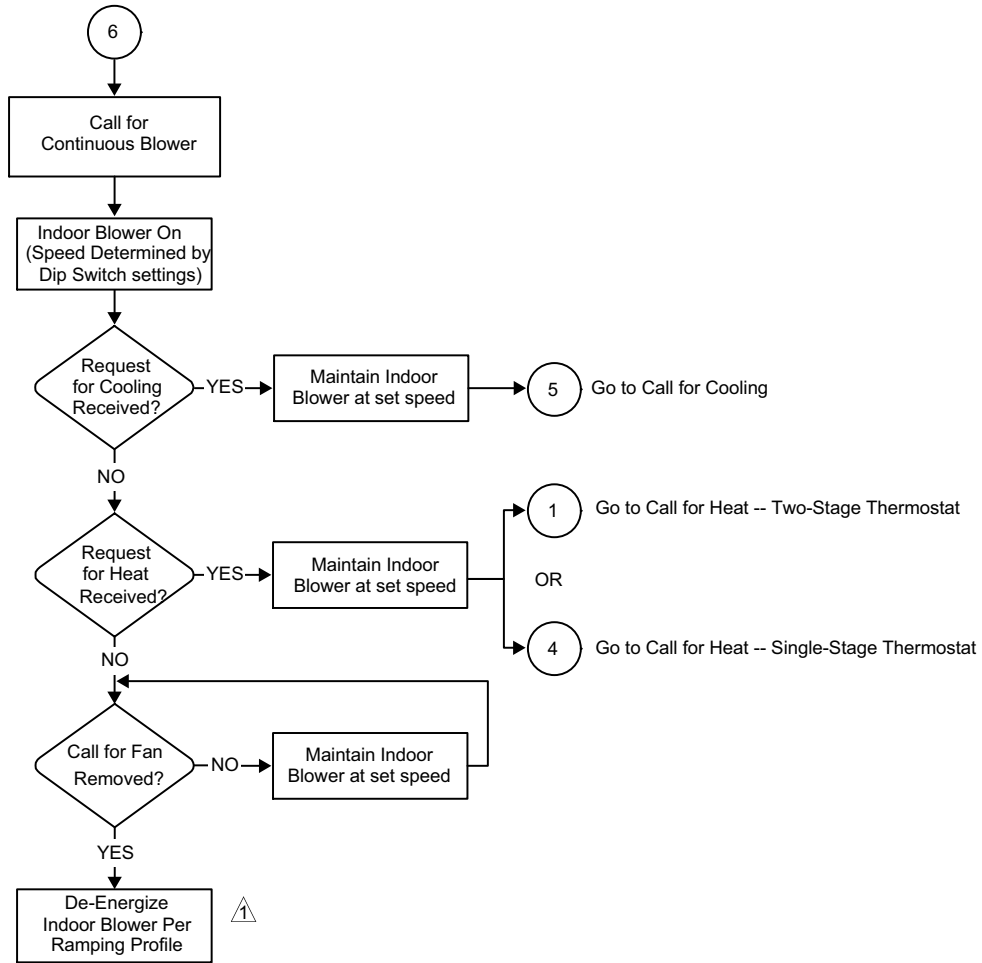 6
Call for
Continuous Blower
Indoor Blower On
(Speed Determined by
Dip Switch settings)
Request
for Cooling
Received?
YES
Maintain Indoor
Blower at set speed
5
Go to Call for Cooling
NO
1
Go to Call for Heat -- Two-Stage Thermostat
Request
for Heat
Received?
YES
Maintain Indoor
Blower at set speed
OR
4
Go to Call for Heat -- Single-Stage Thermostat
NO
Call for Fan
Removed?
NO
Maintain Indoor
Blower at set speed
YES
De-Energize
Indoor Blower Per
Ramping Profile
1